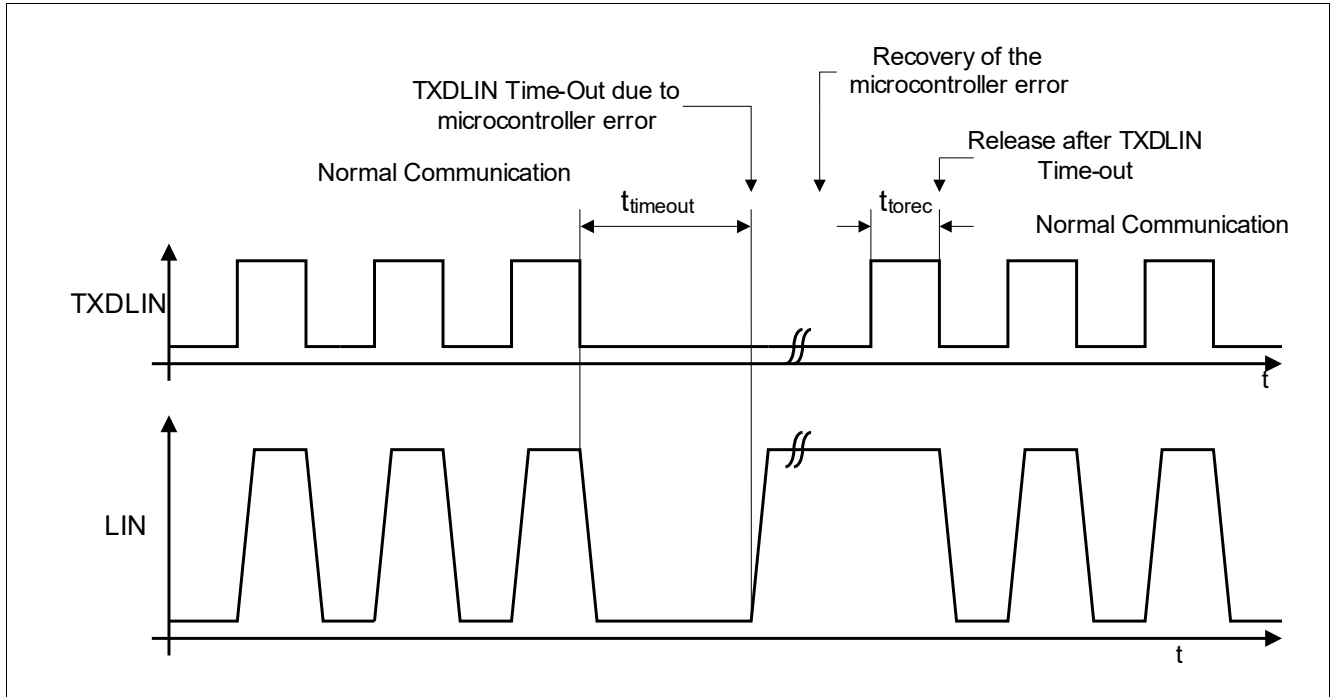 Recovery of the
microcontroller error
TXDLIN Time-Out due to
microcontroller error
Release after TXDLIN
Time-out
Normal Communication
ttimeout
ttorec
Normal Communication
TXDLIN
t
LIN
t